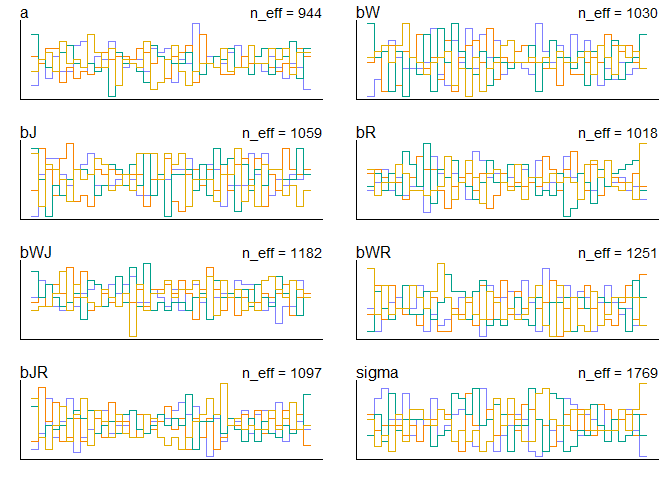 a n_eff = 944
bW n_eff = 1030
bJ n_eff = 1059
bR n_eff = 1018
bWJ n_eff = 1182
bWR n_eff = 1251
bJR n_eff = 1097
sigma n_eff = 1769